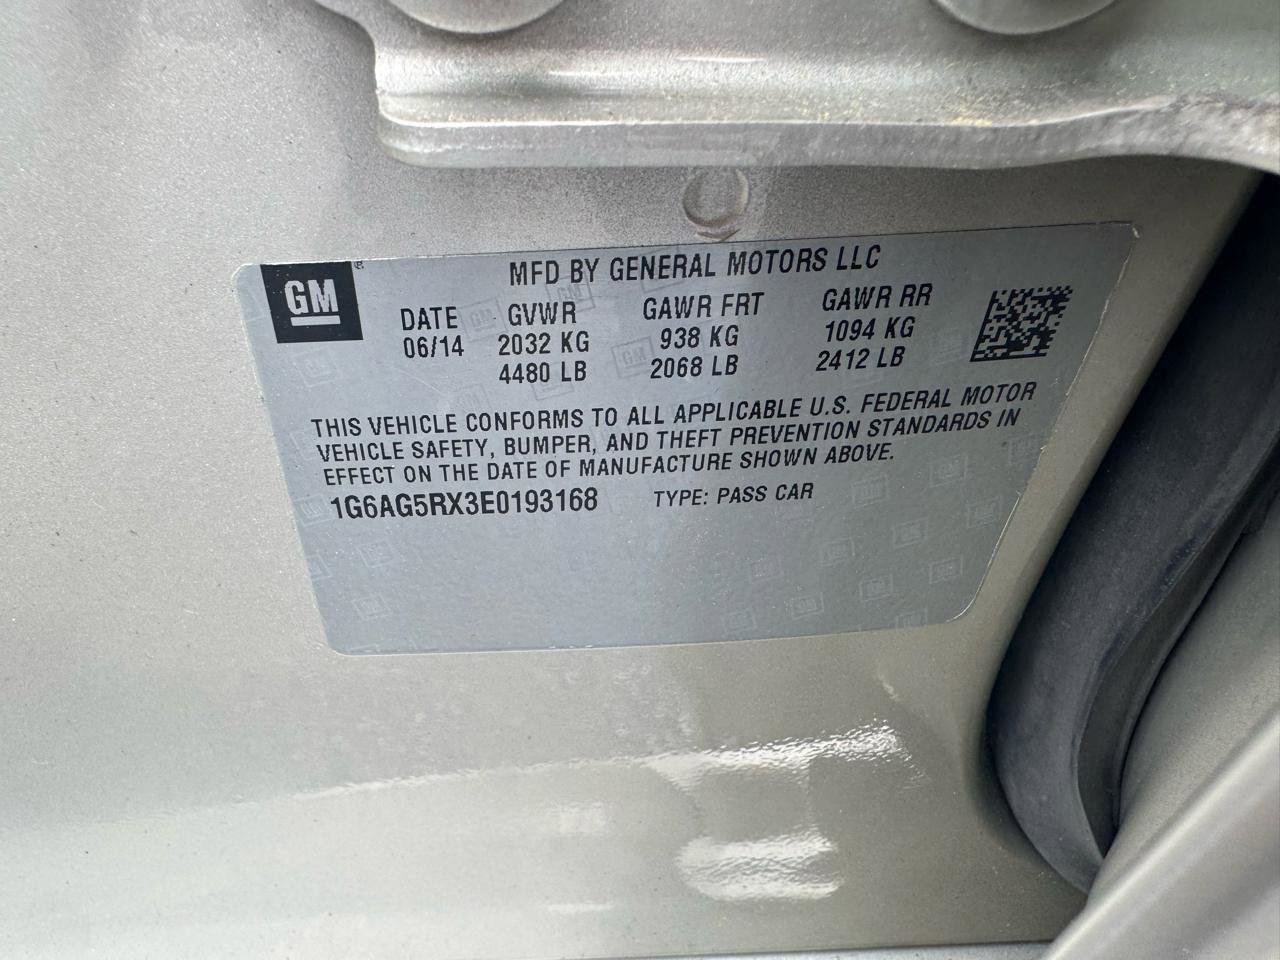 GM
MFD BY GENERAL MOTORS LLC
DATE GVWR GAWR FRT GAWR RR
06/14 2032 KG 938 KG 1094 KG
4480 LB 2068 LB 2412 LB
THIS VEHICLE CONFORMS TO ALL APPLICABLE U.S. FEDERAL MOTOR
VEHICLE SAFETY, BUMPER, AND THEFT PREVENTION STANDARDS IN
EFFECT ON THE DATE OF MANUFACTURE SHOWN ABOVE.
1G6AG5RX3E0193168 TYPE: PASS CAR